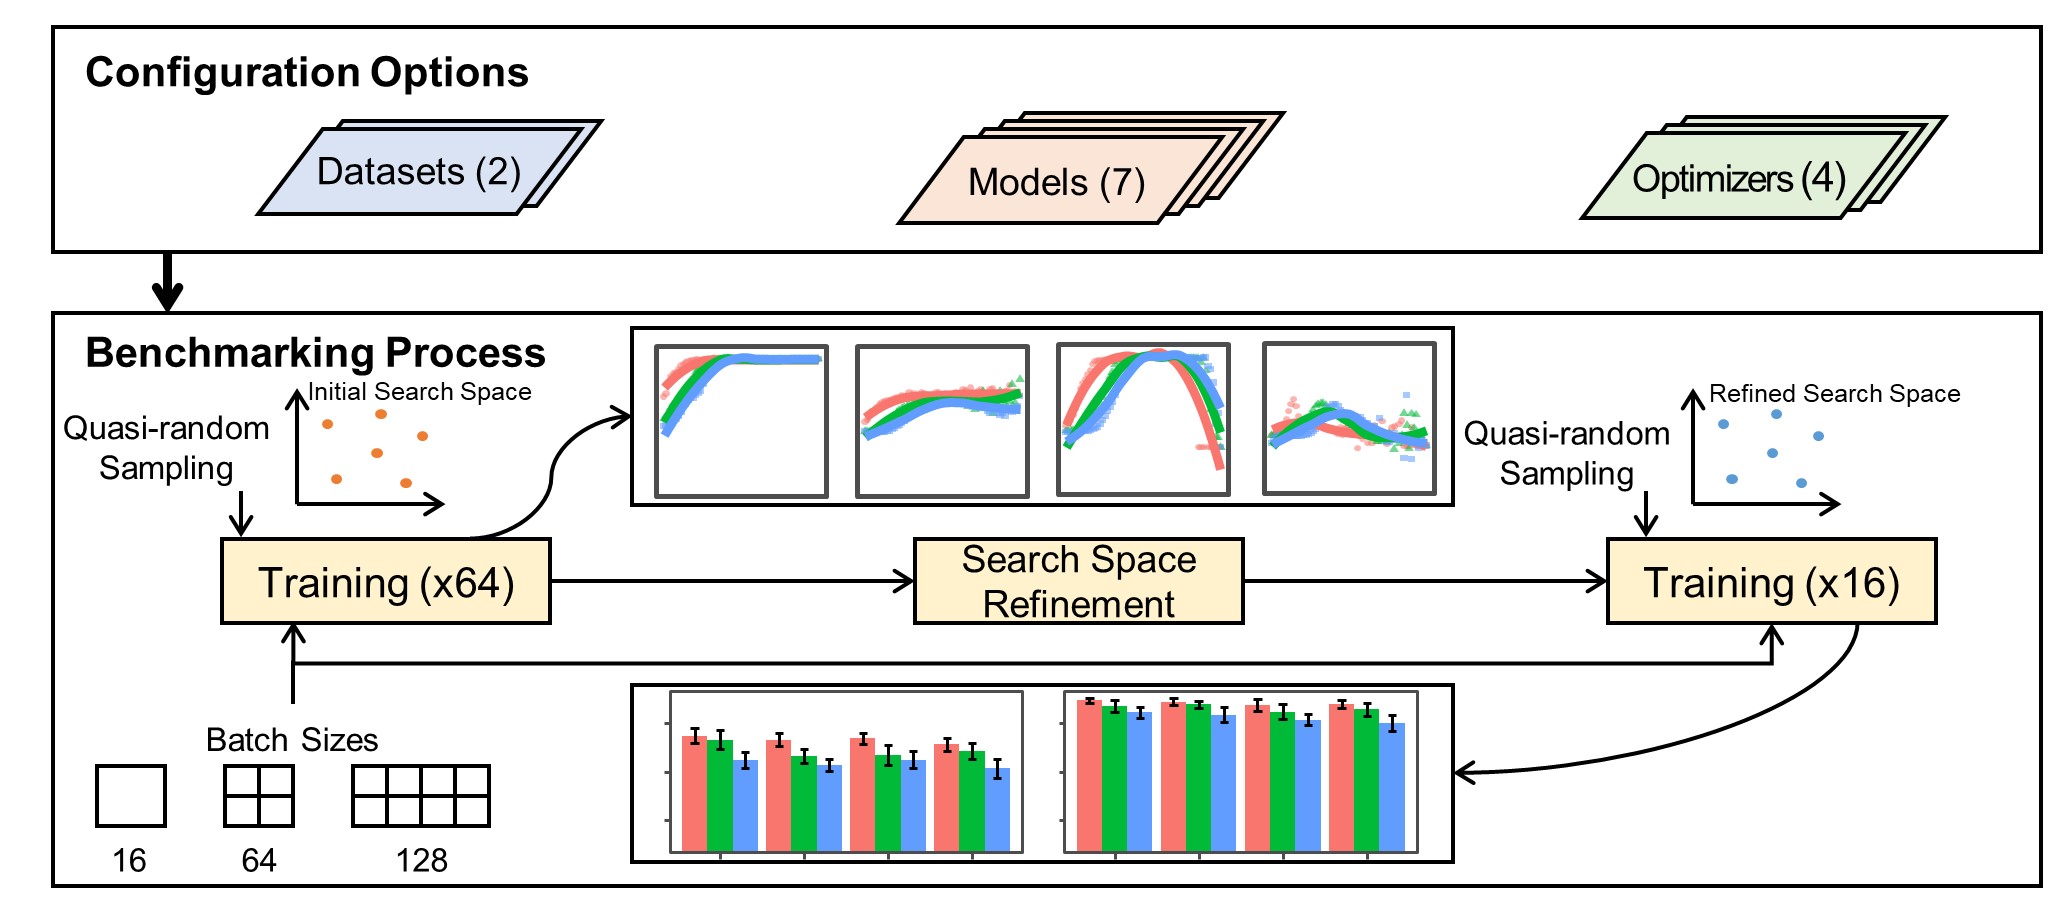 Configuration Options
Datasets (2)
Models (7)
Optimizers (4)
Benchmarking Process
Initial Search Space
Quasi-random
Sampling
Refined Search Space
Quasi-random
Sampling
Training (x64)
Search Space
Refinement
Training (x16)
Batch Sizes
16
64
128